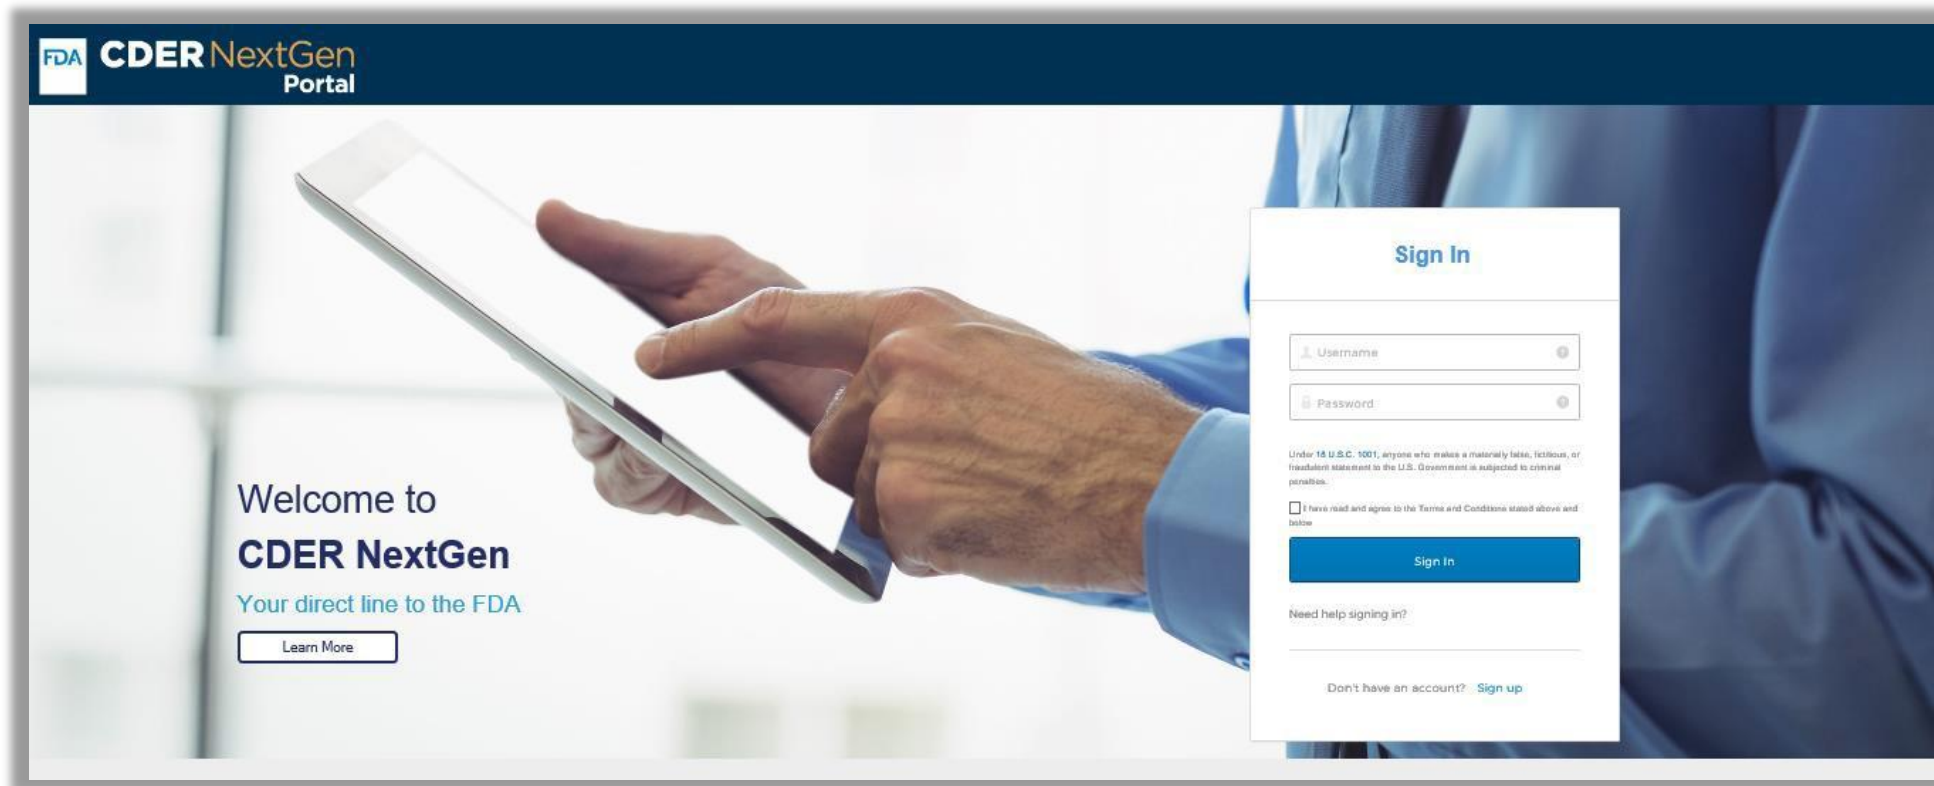 FDA
CDER NextGen
Portal
Welcome to
CDER NextGen
Your direct line to the FDA
Learn More
Sign In
Username
Password
Under 18 U.S.C. 1001, anyone who makes a materially false, fictitious, or
fraudulent statement to the U.S. Government is subjected to criminal
penalties.
I have read and agree to the Terms and Conditions stated above and
below
Sign In
Need help signing in?
Don't have an account? Sign up